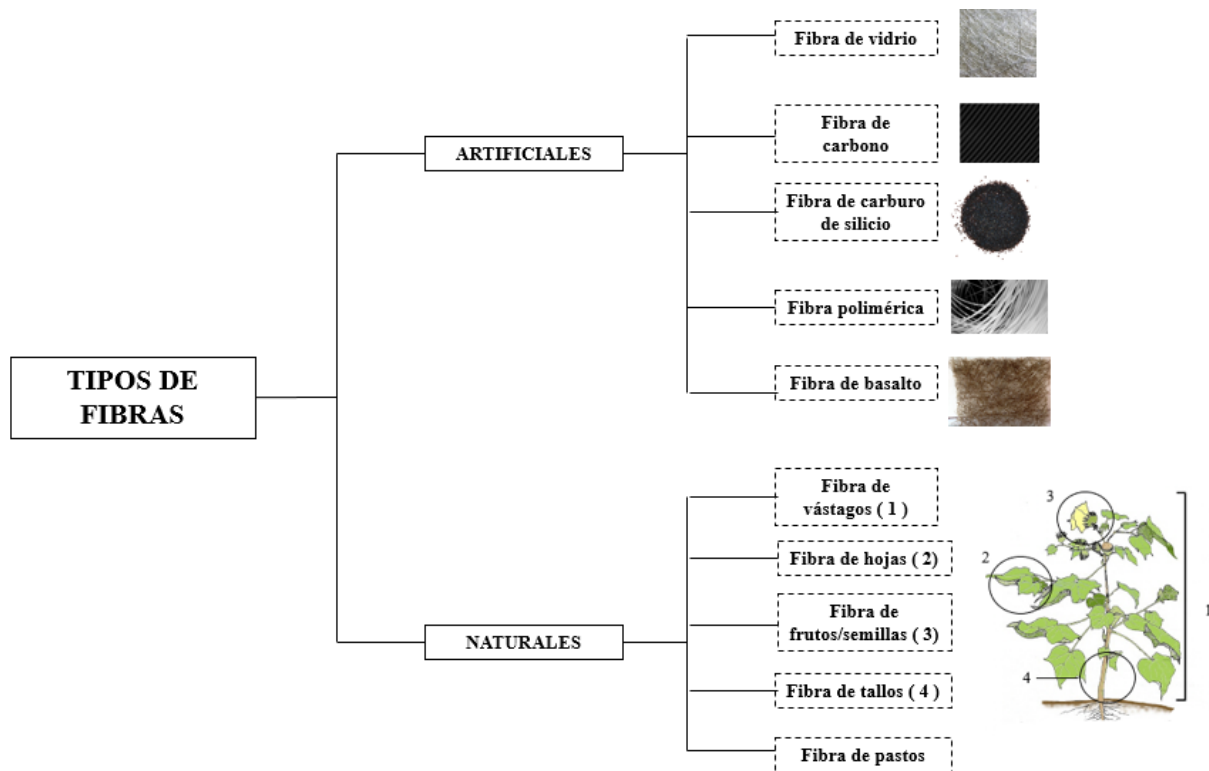 TIPOS DE
FIBRAS
ARTIFICIALES
Fibra de vidrio
Fibra de
carbono
Fibra de carburo
de silicio
Fibra polimérica
Fibra de basalto
NATURALES
Fibra de
vástagos ( 1 )
Fibra de hojas ( 2)
Fibra de
frutos/semillas ( 3)
Fibra de tallos ( 4 )
Fibra de pastos
3
2
1
4